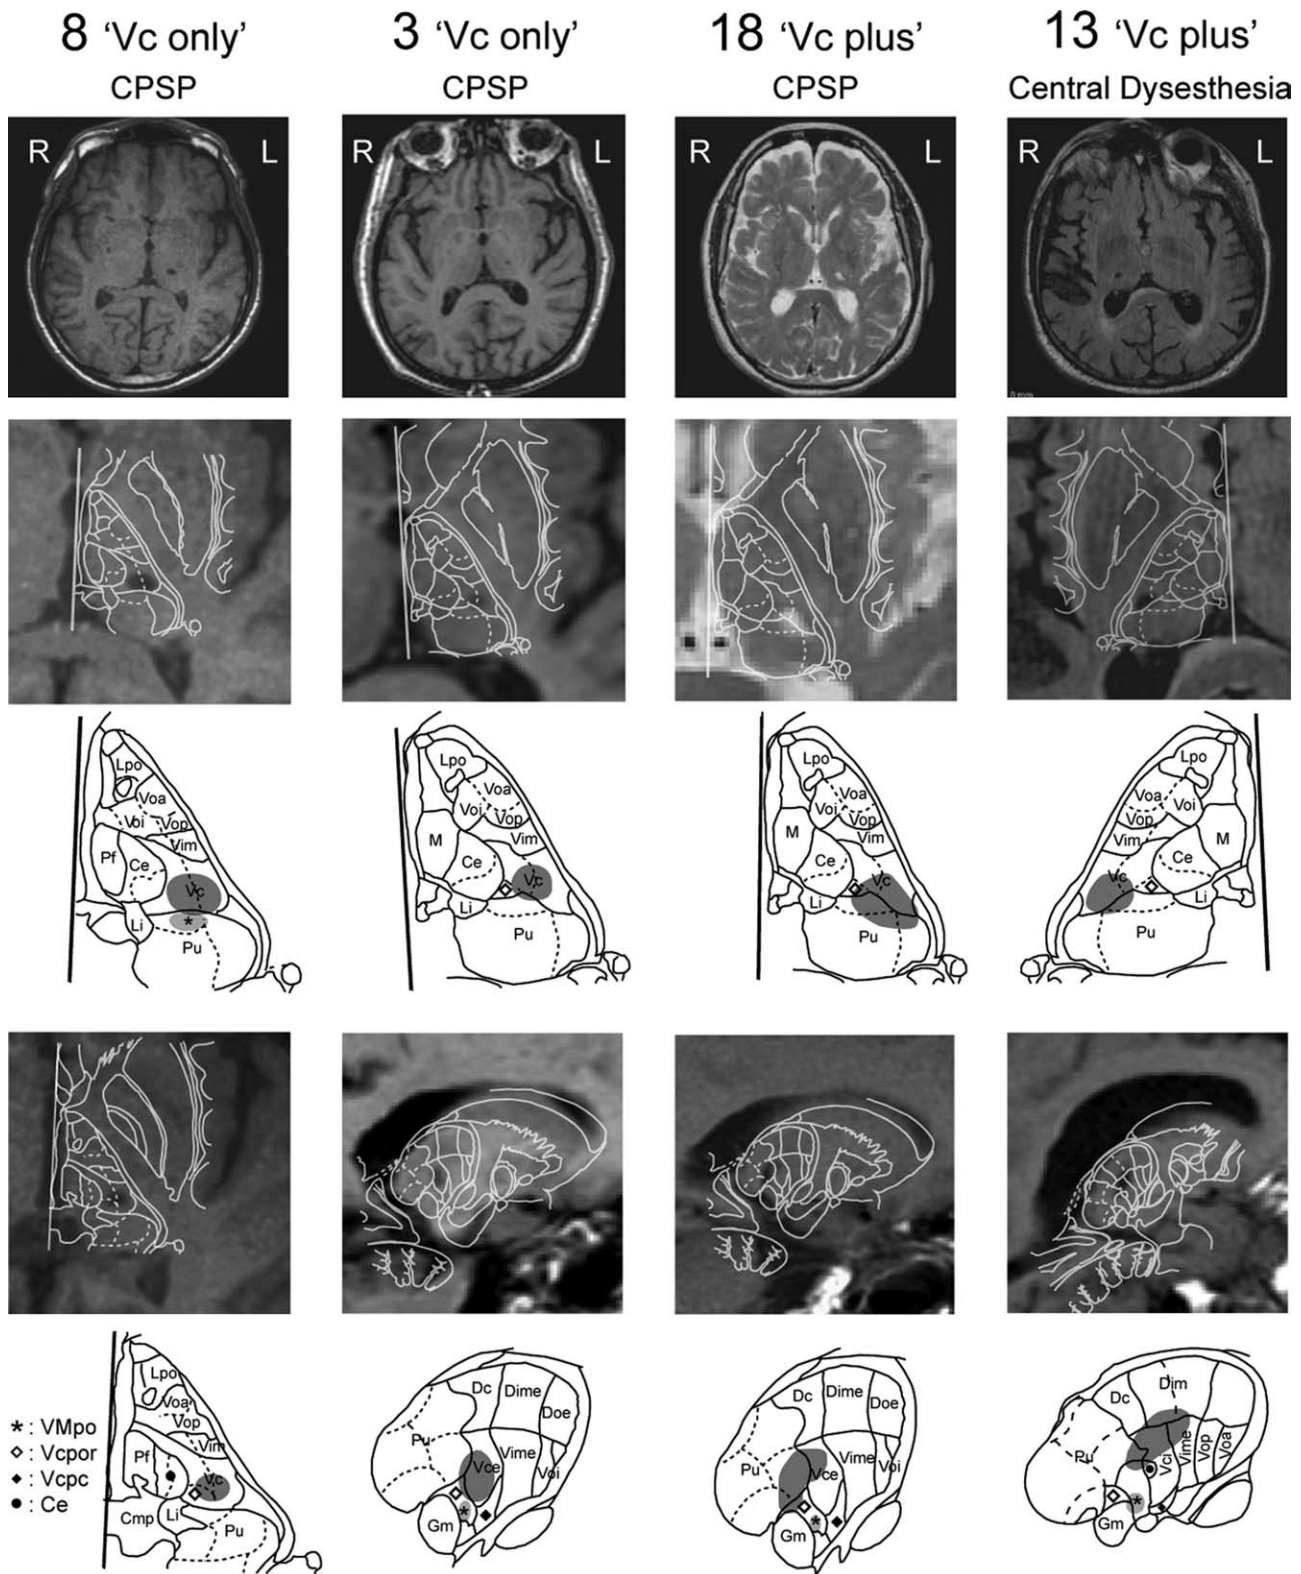 8 ‘Vc only’
CPSP
3 ‘Vc only’
CPSP
18 ‘Vc plus’
CPSP
13 ‘Vc plus’
Central Dysesthesia
R L
R L
R L
R L
Lpo
Voa
Voi Vop
Vim
Pf
Ce
Vc
*
Li
Pu
Lpo
Voa
Voi
Vop
M Vim
Ce
Vc
Li
Pu
Lpo
Voa
Voi
Vop
M Vim
Ce
Vc
Li
Pu
Lpo
Voa
Voi
Vop
Vim M
Ce
Vc
Li
Pu
* : VMpo
◇ : Vcpor
◆ : Vcpc
● : Ce
Lpo
Voa
Vop
Vim
Pf
Vc
Cmp
Li
Pu
Dc Dime
Doe
Pu
Vime
Vce
Voi
*
Gm
Dc Dime
Doe
Pu
Vime
Vce
Voi
*
Gm
Dc Dim
Pu
Vci
Vime
Vop
Voa
*
Gm